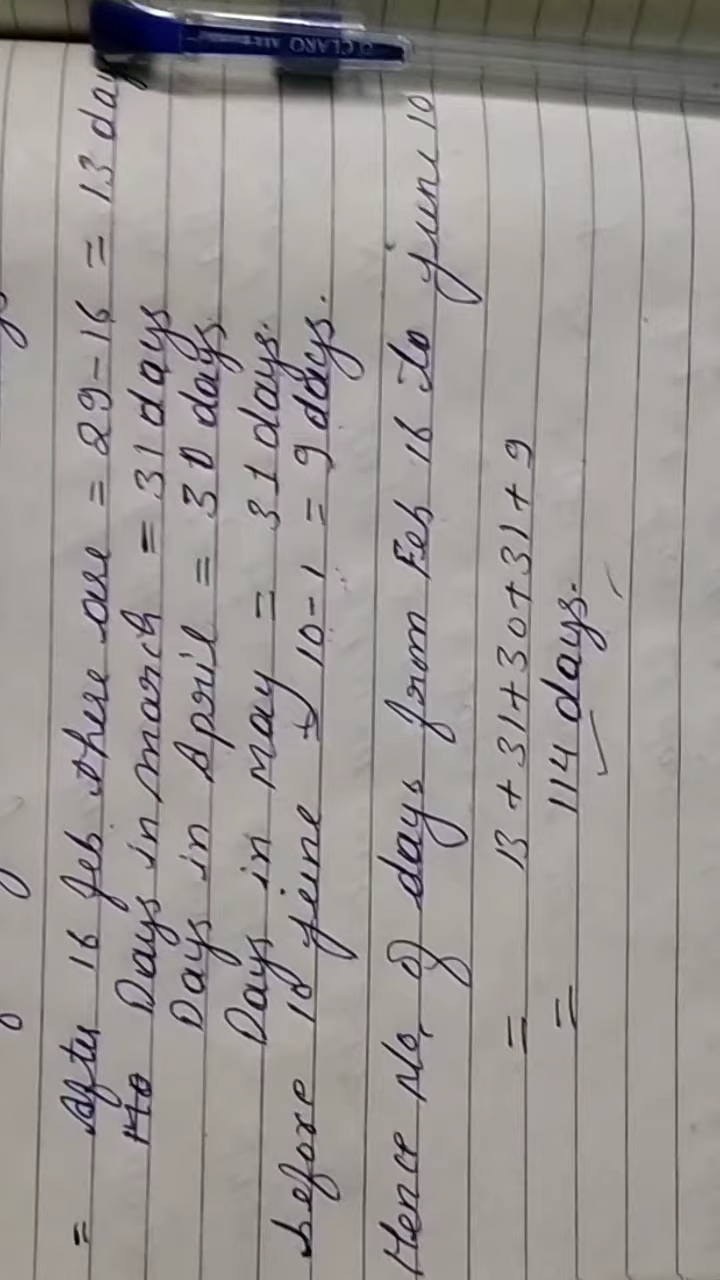 = After 16 feb there are = 29-16 = 13 day
Days in march = 31 days
Days in April = 30 days
Days in May = 31 days.
before 10 june → 10-1 = 9 days.
Hence No. of days from Feb 16 to june 10
= 13 + 31 + 30 + 31 + 9
= 114 days.
CLARO